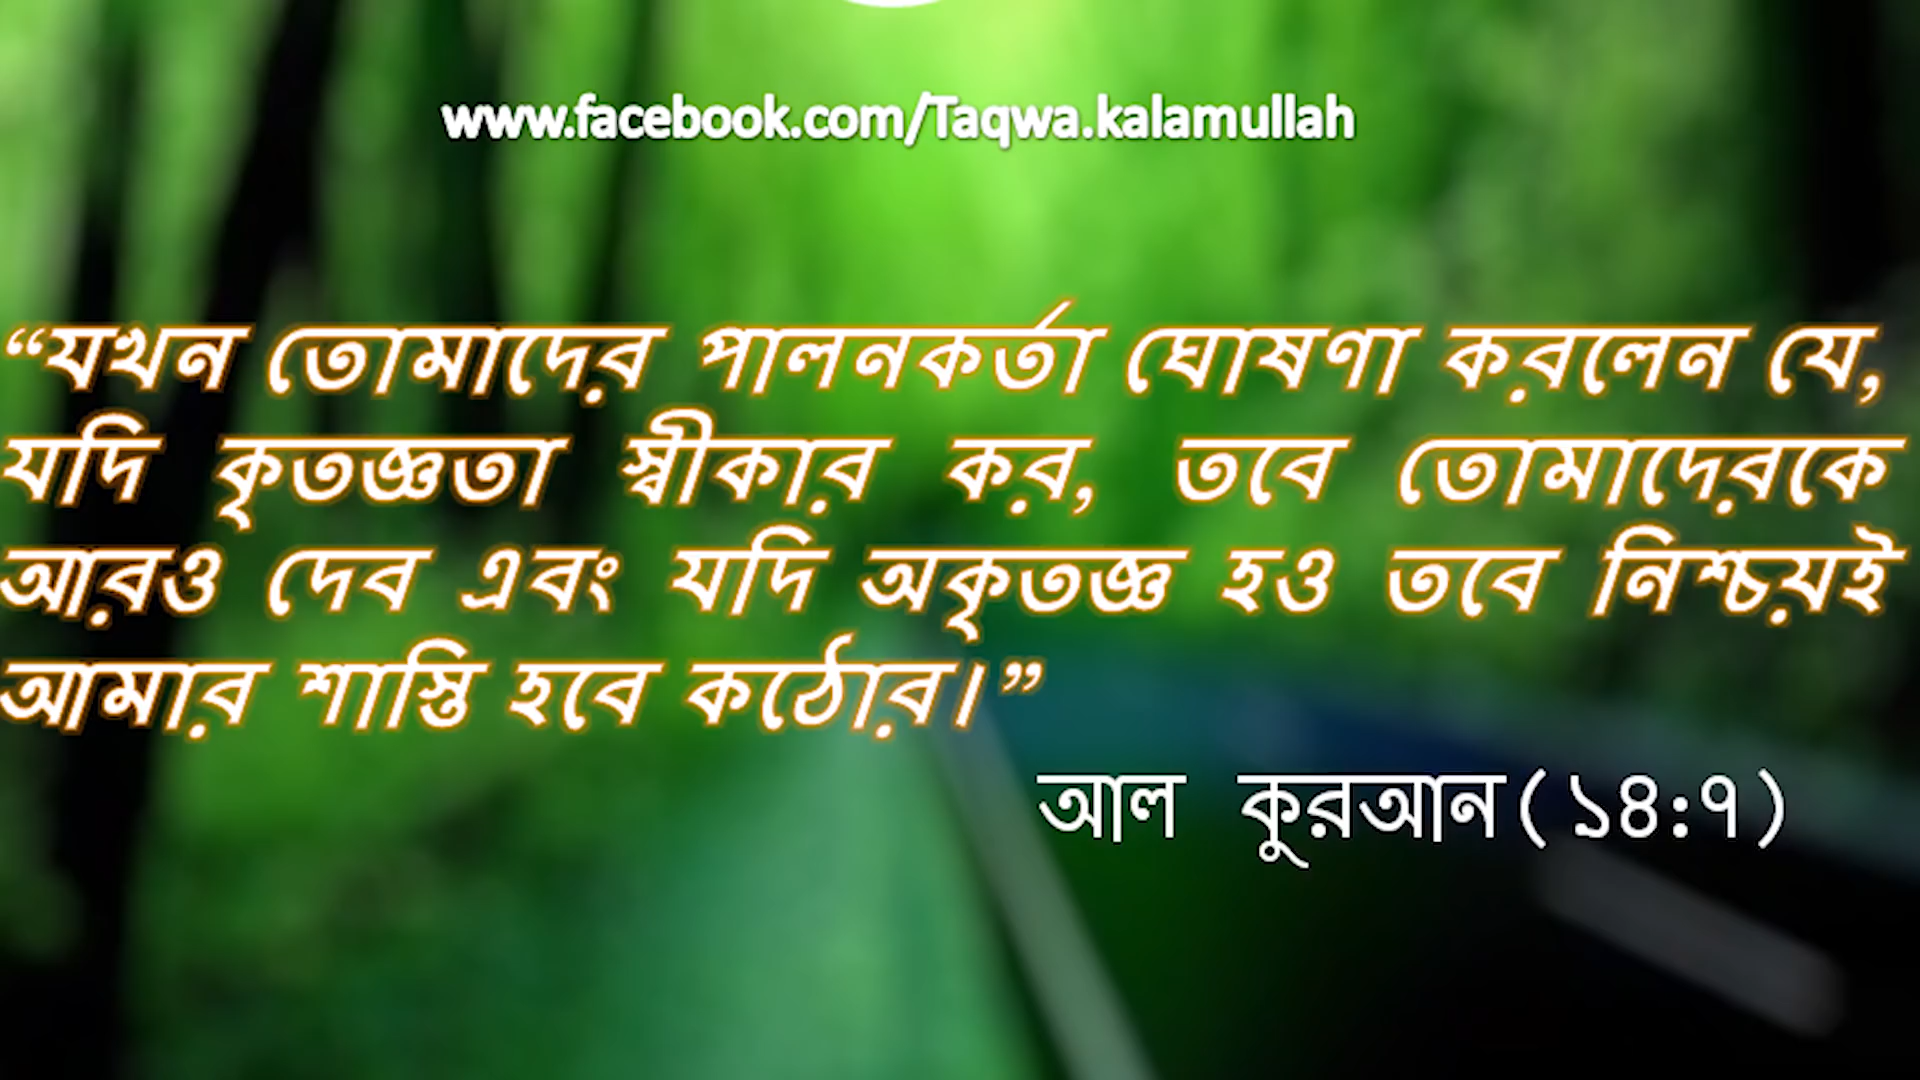 www.facebook.com/Taqwa.kalamullah
“যখন তোমাদের পালনকর্তা ঘোষণা করলেন যে,
যদি কৃতজ্ঞতা স্বীকার কর, তবে তোমাদেরকে
আরও দেব এবং যদি অকৃতজ্ঞ হও তবে নিশ্চয়ই
আমার শাস্তি হবে কঠোর।”
আল কুরআন(১৪:৭)